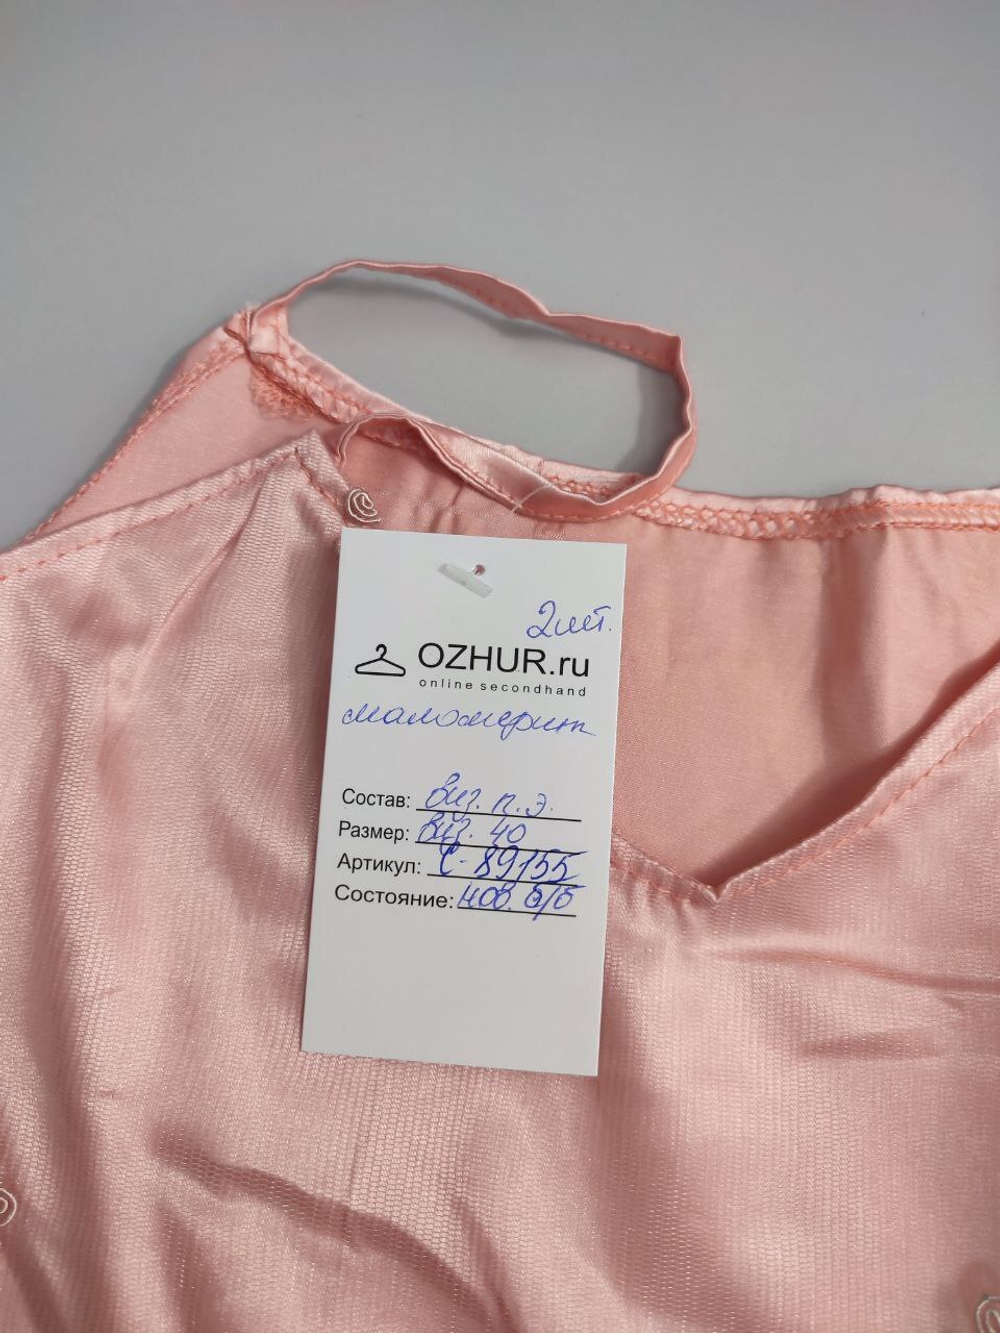 2шт.
OZHUR.ru
online secondhand
маломерит
Состав: виз. п.э.
Размер: виз. 40
Артикул: С-89155
Состояние: нов. б/б